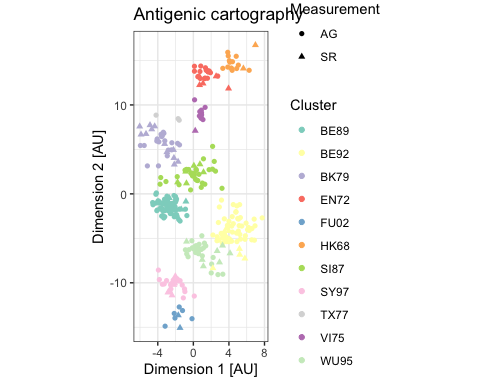 Antigenic cartography
Measurement
AG
SR
Cluster
BE89
BE92
BK79
EN72
FU02
HK68
SI87
SY97
TX77
VI75
WU95
10
0
-10
-4
0
4
8
Dimension 1 [AU]
Dimension 2 [AU]